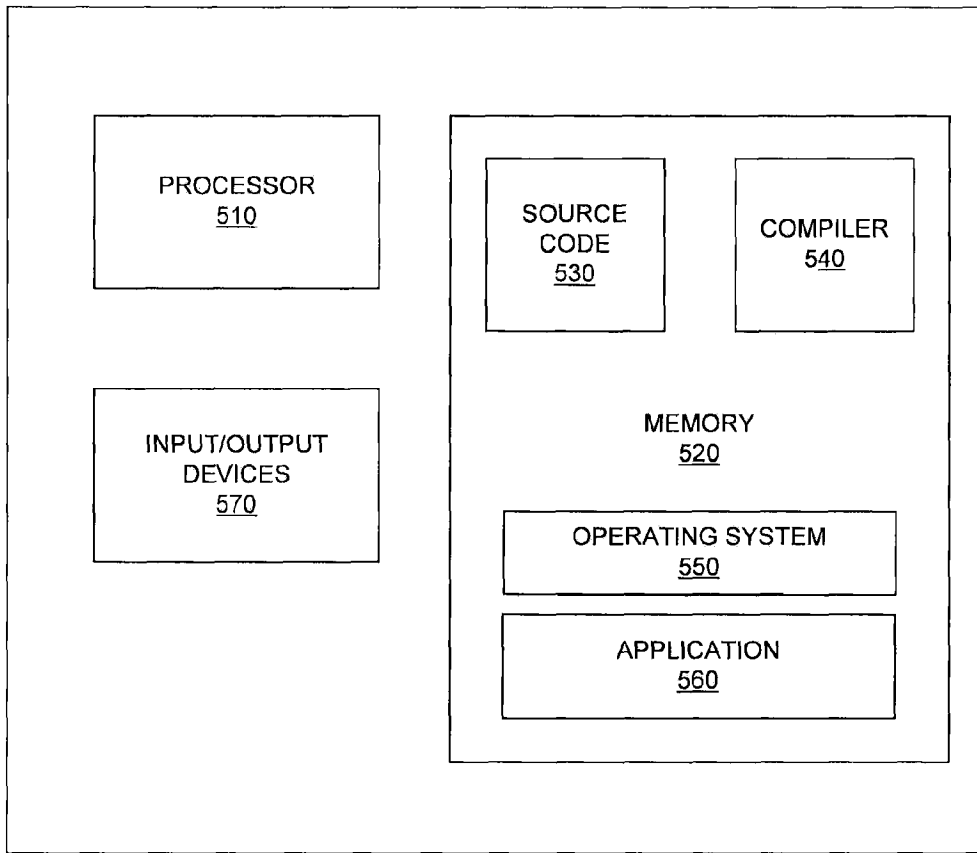 PROCESSOR
510
INPUT/OUTPUT
DEVICES
570
SOURCE
CODE
530
COMPILER
540
MEMORY
520
OPERATING SYSTEM
550
APPLICATION
560